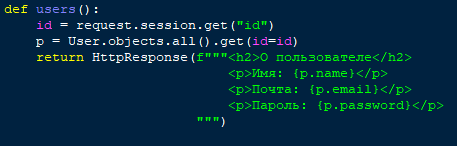 def users():
id = request.session.get("id")
p = User.objects.all().get(id=id)
return HttpResponse(f"""<h2>О пользователе</h2>
<p>Имя: {p.name}</p>
<p>Почта: {p.email}</p>
<p>Пароль: {p.password}</p>
""")